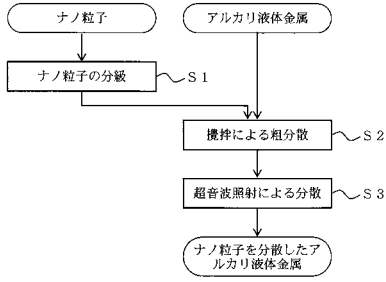 ナノ粒子
アルカリ液体金属
ナノ粒子の分級
S1
攪拌による粗分散
S2
超音波照射による分散
S3
ナノ粒子を分散したア
ルカリ液体金属